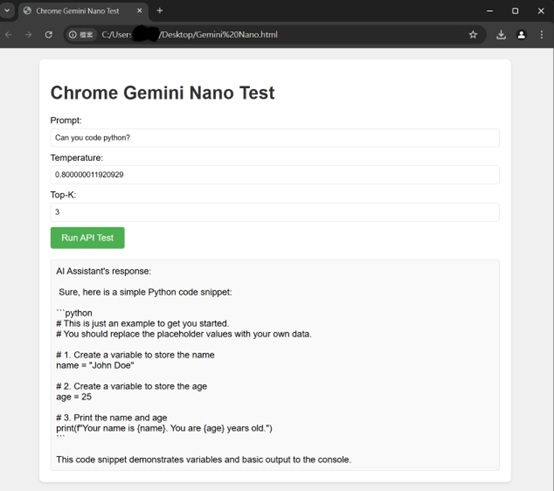 Chrome Gemini Nano Test
檔案 C:/Users/ /Desktop/Gemini%20Nano.html
Chrome Gemini Nano Test
Prompt:
Can you code python?
Temperature:
0.800000011920929
Top-K:
3
Run API Test
AI Assistant's response:
Sure, here is a simple Python code snippet:
```python
# This is just an example to get you started.
# You should replace the placeholder values with your own data.
# 1. Create a variable to store the name
name = "John Doe"
# 2. Create a variable to store the age
age = 25
# 3. Print the name and age
print(f"Your name is {name}. You are {age} years old.")
```
This code snippet demonstrates variables and basic output to the console.